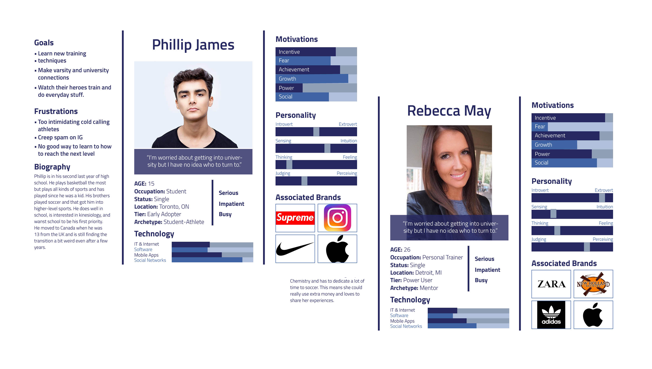 Goals
• Learn new training
• techniques
• Make varsity and university
connections
• Watch their heroes train and
do everyday stuff.
Frustrations
• Too intimidating cold calling
athletes
• Creep spam on IG
• No good way to learn how
to reach the next level
Biography
Phillip is in his second last year of high
school. He plays basketball the most
but plays all kinds of sports and has
played since he was a kid. His brothers
played soccer and that got him into
higher-level sports. He does well in
school, is interested in kinesiology, and
wanst school to be his first priority.
He moved to Canada when he was
13 from the UK and is still finding the
transition a bit weird even after a few
years.
Phillip James
"I'm worried about getting into univer-
sity but I have no idea who to turn to."
AGE: 15
Occupation: Student
Status: Single
Location: Toronto, ON
Tier: Early Adopter
Archetype: Student-Athlete
Serious
Impatient
Busy
Technology
IT & Internet
Software
Mobile Apps
Social Networks
Motivations
Incentive
Fear
Achievement
Growth
Power
Social
Personality
Introvert Extrovert
Sensing Intuition
Thinking Feeling
Judging Perceiving
Associated Brands
Supreme
Chemistry and has to dedicate a lot of
time to soccer. This means she could
really use extra money and loves to
share her experiences.
Rebecca May
"I'm worried about getting into univer-
sity but I have no idea who to turn to."
AGE: 26
Occupation: Personal Trainer
Status: Single
Location: Detroit, MI
Tier: Power User
Archetype: Mentor
Serious
Impatient
Busy
Technology
IT & Internet
Software
Mobile Apps
Social Networks
Motivations
Incentive
Fear
Achievement
Growth
Power
Social
Personality
Introvert Extrovert
Sensing Intuition
Thinking Feeling
Judging Perceiving
Associated Brands
ZARA
adidas